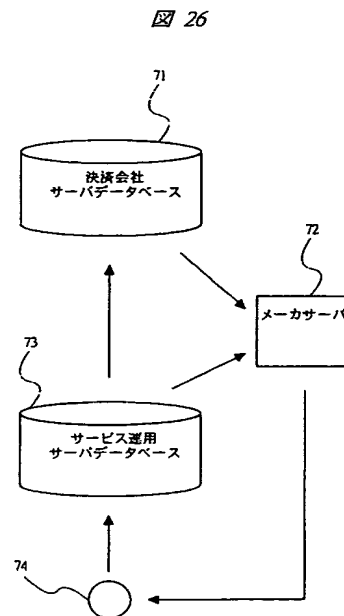 図 26
71
決済会社
サーバデータベース
72
メーカサーバ
73
サービス運用
サーバデータベース
74